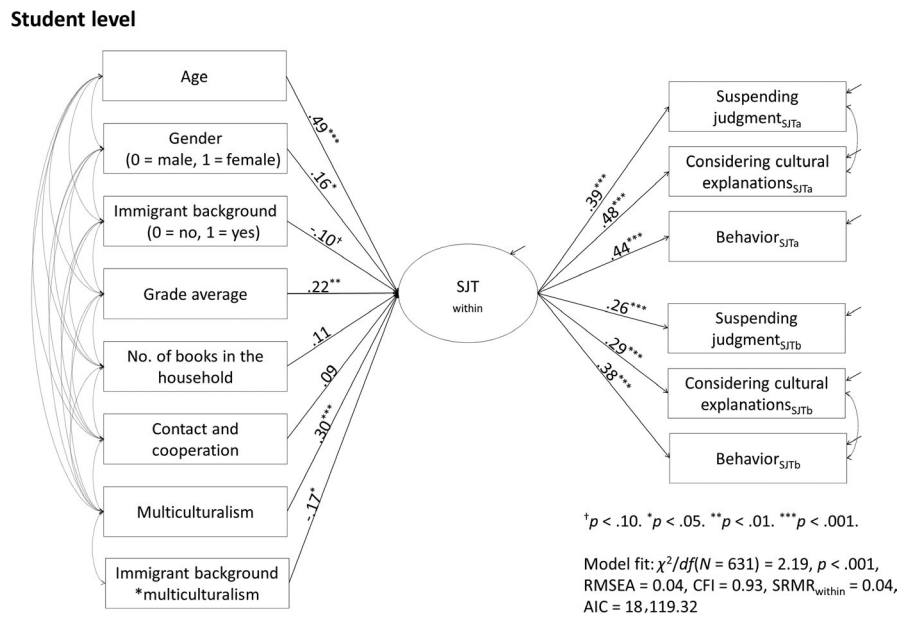 Student level
Age
Gender
(0 = male, 1 = female)
Immigrant background
(0 = no, 1 = yes)
Grade average
No. of books in the
household
Contact and
cooperation
Multiculturalism
Immigrant background
*multiculturalism
.49***
.16*
-.10†
.22**
.11
.09
.30***
-.17*
SJT
within
.39***
.48***
.44***
.26***
.29***
.38***
Suspending
judgmentSJTa
Considering cultural
explanationsSJTa
BehaviorSJTa
Suspending
judgmentSJTb
Considering cultural
explanationsSJTb
BehaviorSJTb
†p < .10. *p < .05. **p < .01. ***p < .001.
Model fit: χ²/df(N = 631) = 2.19, p < .001,
RMSEA = 0.04, CFI = 0.93, SRMRwithin = 0.04,
AIC = 18,119.32